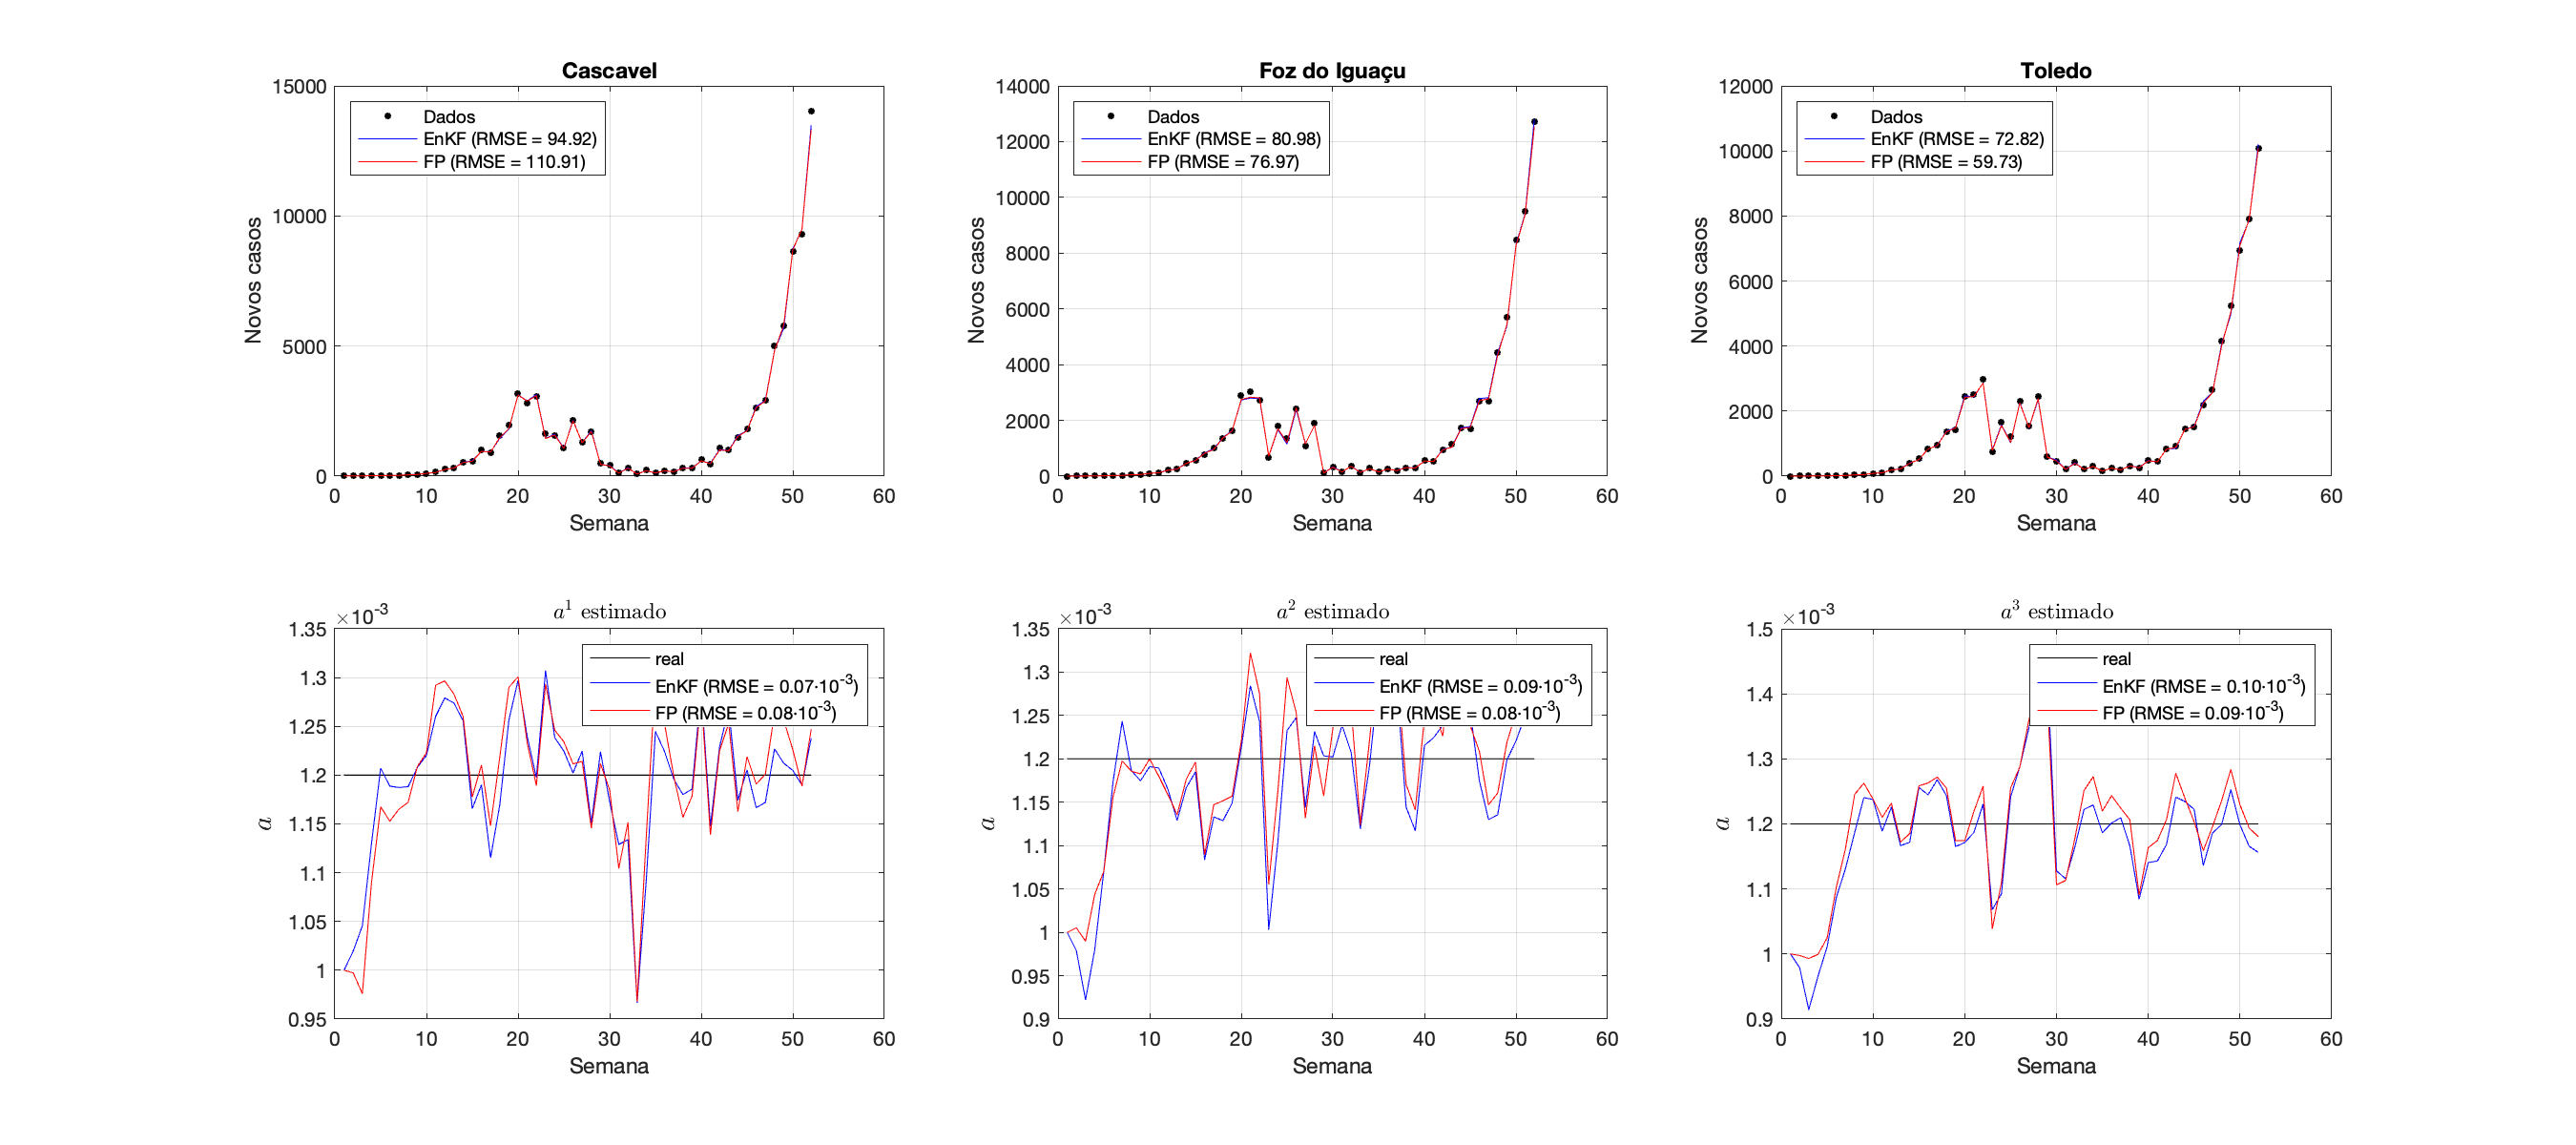 Cascavel
15000
10000
5000
0
Novos casos
Dados
EnKF (RMSE = 94.92)
FP (RMSE = 110.91)
0 10 20 30 40 50 60
Semana
Foz do Iguaçu
14000
12000
10000
8000
6000
4000
2000
0
Novos casos
Dados
EnKF (RMSE = 80.98)
FP (RMSE = 76.97)
0 10 20 30 40 50 60
Semana
Toledo
12000
10000
8000
6000
4000
2000
0
Novos casos
Dados
EnKF (RMSE = 72.82)
FP (RMSE = 59.73)
0 10 20 30 40 50 60
Semana
a¹ estimado
×10⁻³
1.35
1.3
1.25
1.2
1.15
1.1
1.05
1
0.95
a
real
EnKF (RMSE = 0.07·10⁻³)
FP (RMSE = 0.08·10⁻³)
0 10 20 30 40 50 60
Semana
a² estimado
×10⁻³
1.35
1.3
1.25
1.2
1.15
1.1
1.05
1
0.95
0.9
a
real
EnKF (RMSE = 0.09·10⁻³)
FP (RMSE = 0.08·10⁻³)
0 10 20 30 40 50 60
Semana
a³ estimado
×10⁻³
1.5
1.4
1.3
1.2
1.1
1
0.9
a
real
EnKF (RMSE = 0.10·10⁻³)
FP (RMSE = 0.09·10⁻³)
0 10 20 30 40 50 60
Semana